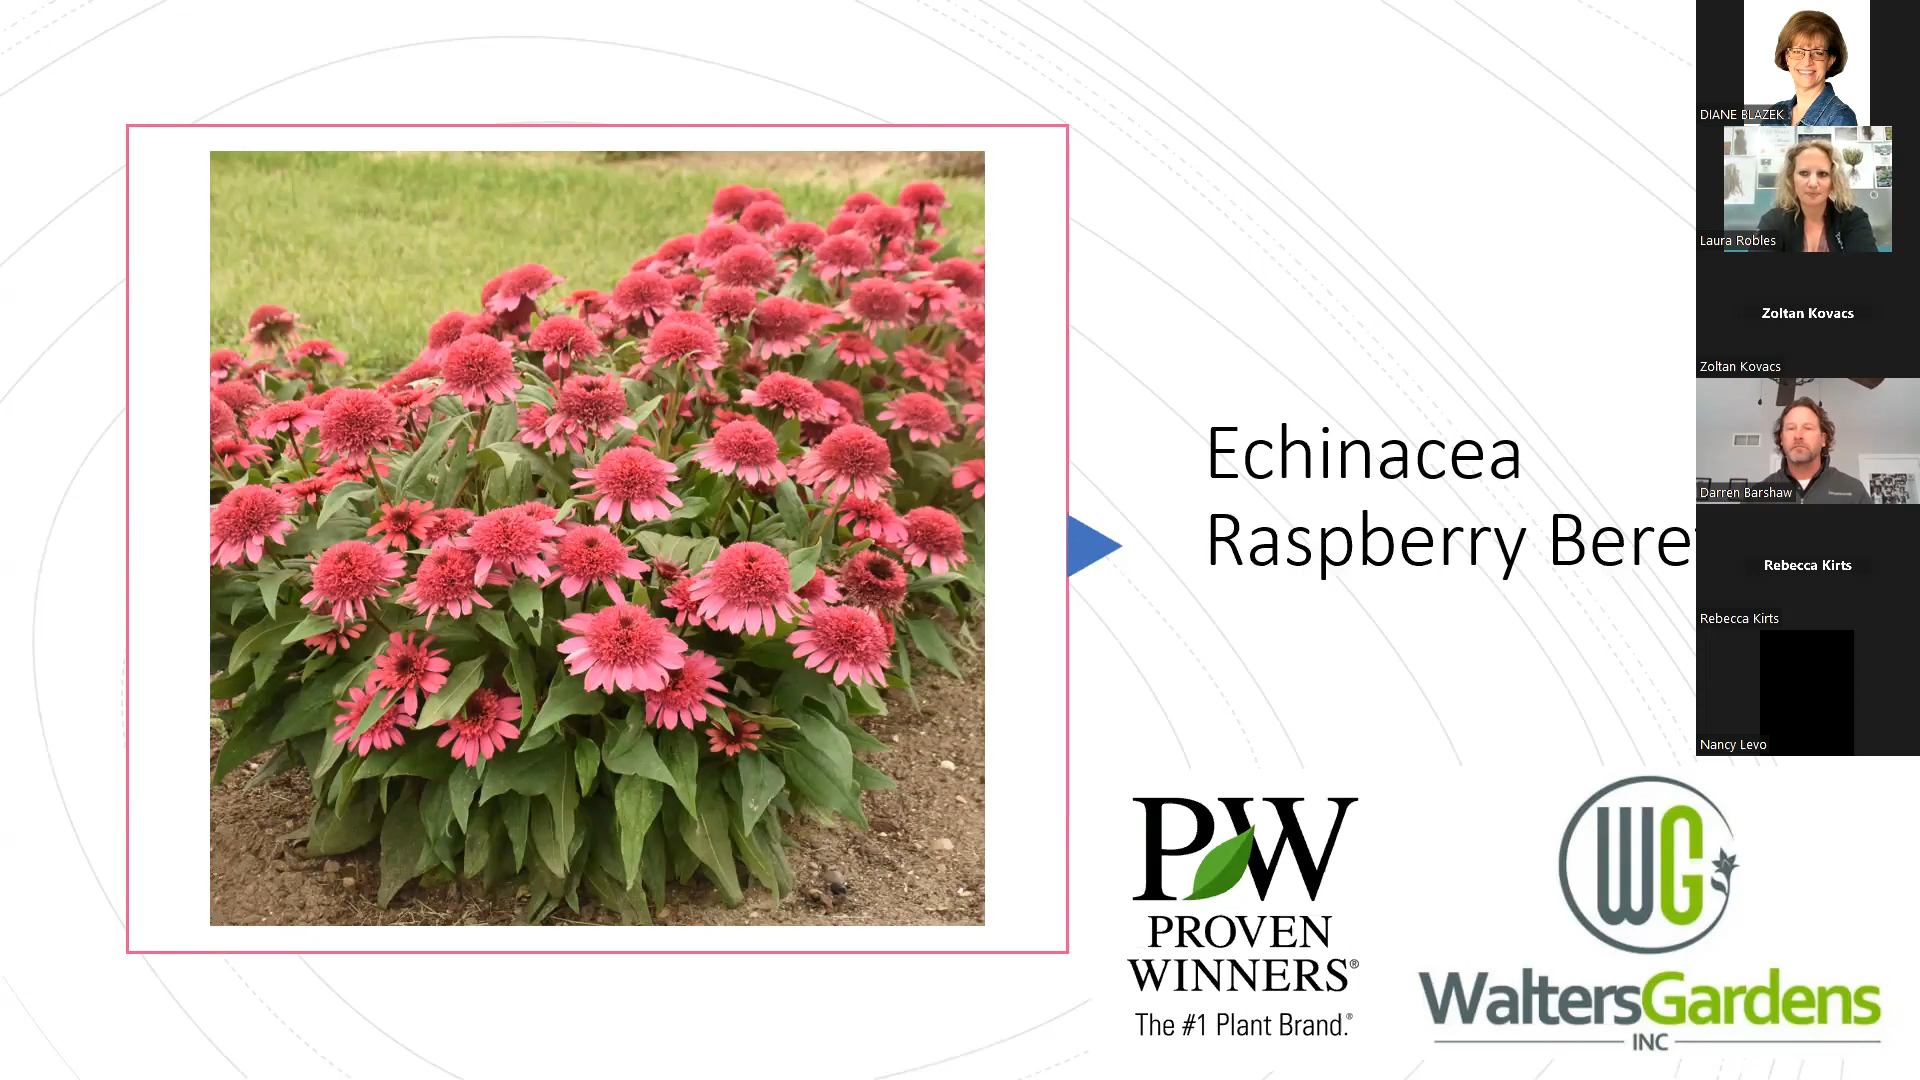 Echinacea
Raspberry Bere
PW
PROVEN
WINNERS®
The #1 Plant Brand.®
WG
WaltersGardens
INC
DIANE BLAZEK
Laura Robles
Zoltan Kovacs
Zoltan Kovacs
Darren Barshaw
Rebecca Kirts
Rebecca Kirts
Nancy Levo